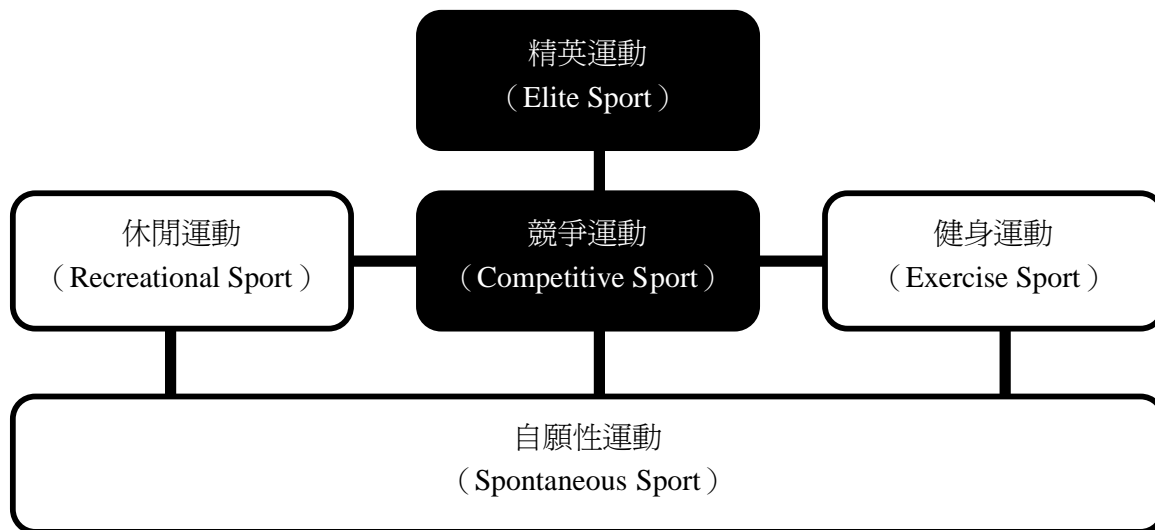 精英運動
（Elite Sport）
休閒運動
（Recreational Sport）
競爭運動
（Competitive Sport）
健身運動
（Exercise Sport）
自願性運動
（Spontaneous Sport）